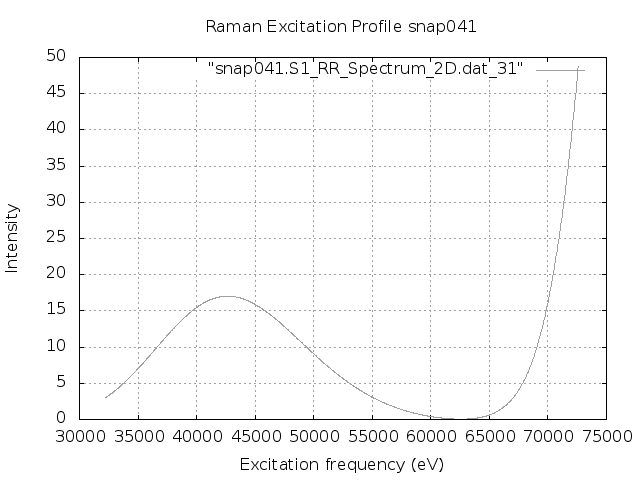 Raman Excitation Profile snap041
50
"snap041.S1_RR_Spectrum_2D.dat_31"
45
40
35
30
25
20
15
10
5
0
Intensity
30000 35000 40000 45000 50000 55000 60000 65000 70000 75000
Excitation frequency (eV)